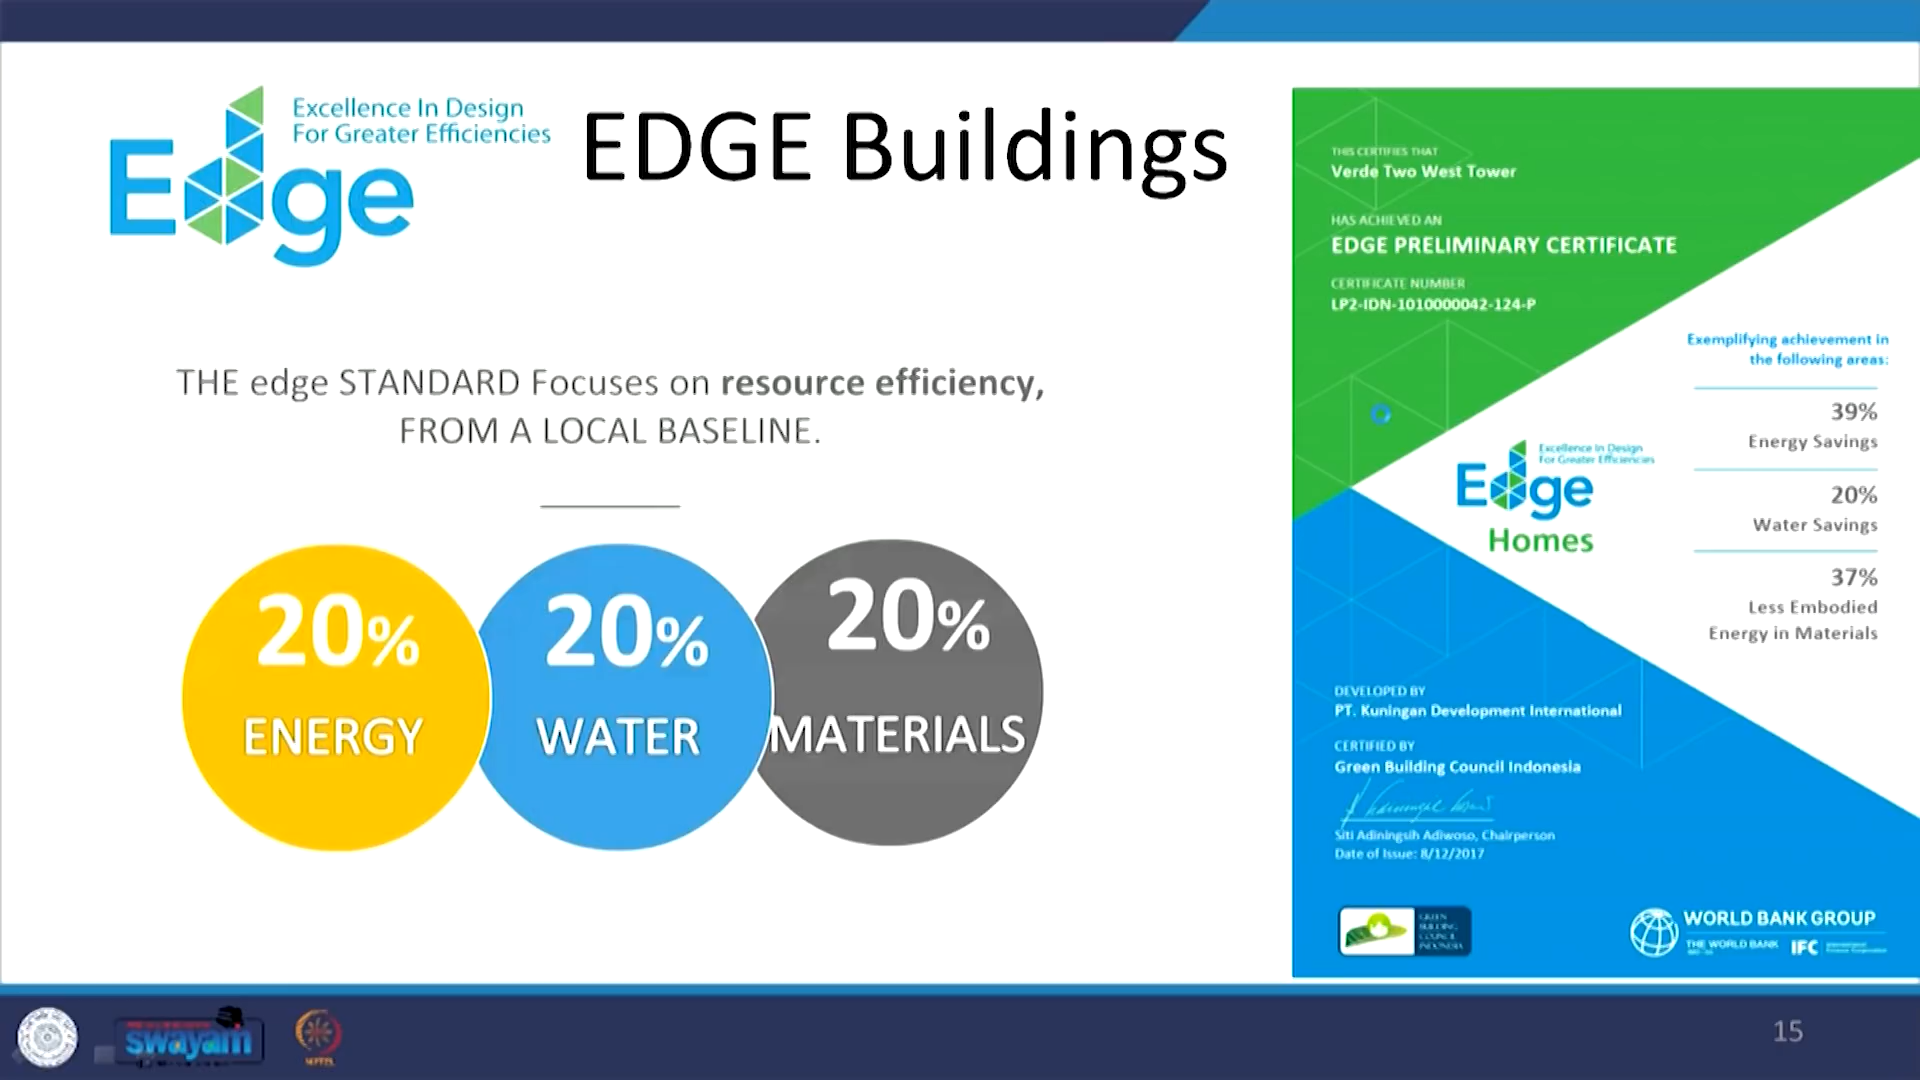 Excellence In Design
For Greater Efficiencies
Edge
EDGE Buildings
THE edge STANDARD Focuses on resource efficiency,
FROM A LOCAL BASELINE.
20%
ENERGY
20%
WATER
20%
MATERIALS
THIS CERTIFIES THAT
Verde Two West Tower
HAS ACHIEVED AN
EDGE PRELIMINARY CERTIFICATE
CERTIFICATE NUMBER
LP2-IDN-1010000042-124-P
Exemplifying achievement in
the following areas:
39%
Energy Savings
20%
Water Savings
37%
Less Embodied
Energy in Materials
Excellence In Design
For Greater Efficiencies
Edge
Homes
DEVELOPED BY
PT. Kuningan Development International
CERTIFIED BY
Green Building Council Indonesia
Siti Adiningsih Adiwoso, Chairperson
Date of Issue: 8/12/2017
GREEN
BUILDING
COUNCIL
INDONESIA
WORLD BANK GROUP
THE WORLD BANK
IFC
swayam
15